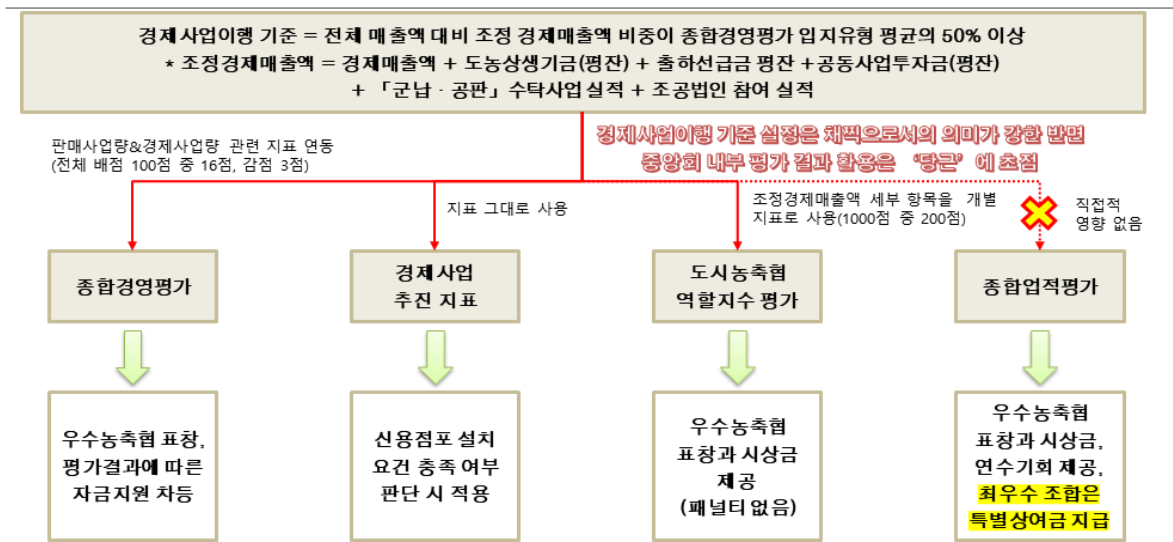 경제사업이행 기준 = 전체 매출액 대비 조정 경제매출액 비중이 종합경영평가 입지유형 평균의 50% 이상
* 조정경제매출액 = 경제매출액 + 도농상생기금(평잔) + 출하선급금 평잔 +공동사업투자금(평잔)
+ 「군납 · 공판」 수탁사업 실적 + 조공법인 참여 실적
판매사업량&경제사업량 관련 지표 연동
(전체 배점 100점 중 16점, 감점 3점)
경제사업이행 기준 설정은 채찍으로서의 의미가 강한 반면
중앙회 내부 평가 결과 활용은 ‘당근’ 에 초점
지표 그대로 사용
조정경제매출액 세부 항목을 개별
지표로 사용(1000점 중 200점)
직접적
영향 없음
종합경영평가
경제사업
추진 지표
도시농축협
역할지수 평가
종합업적평가
우수농축협 표창,
평가결과에 따른
자금지원 차등
신용점포 설치
요건 충족 여부
판단 시 적용
우수농축협
표창과 시상금
제공
(패널티 없음)
우수농축협
표창과 시상금,
연수기회 제공,
최우수 조합은
특별상여금 지급